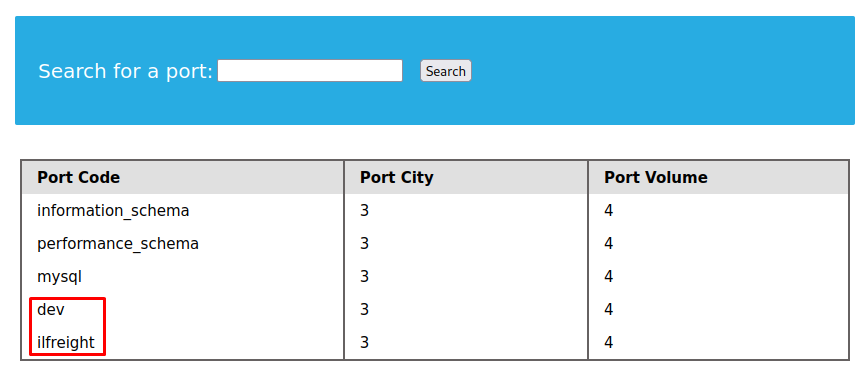 Search for a port: Search
Port Code Port City Port Volume
information_schema 3 4
performance_schema 3 4
mysql 3 4
dev 3 4
ilfreight 3 4